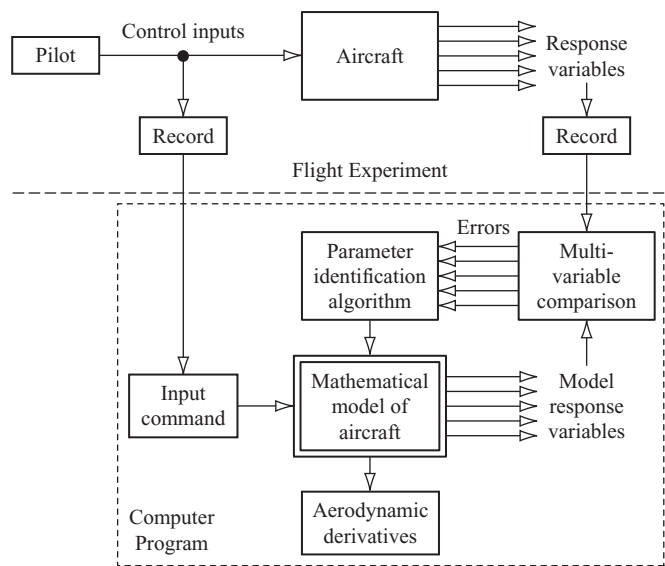 Control inputs
Pilot
Aircraft
Response
variables
Record
Record
Flight Experiment
Errors
Parameter
identification
algorithm
Multi-
variable
comparison
Input
command
Mathematical
model of
aircraft
Model
response
variables
Aerodynamic
derivatives
Computer
Program